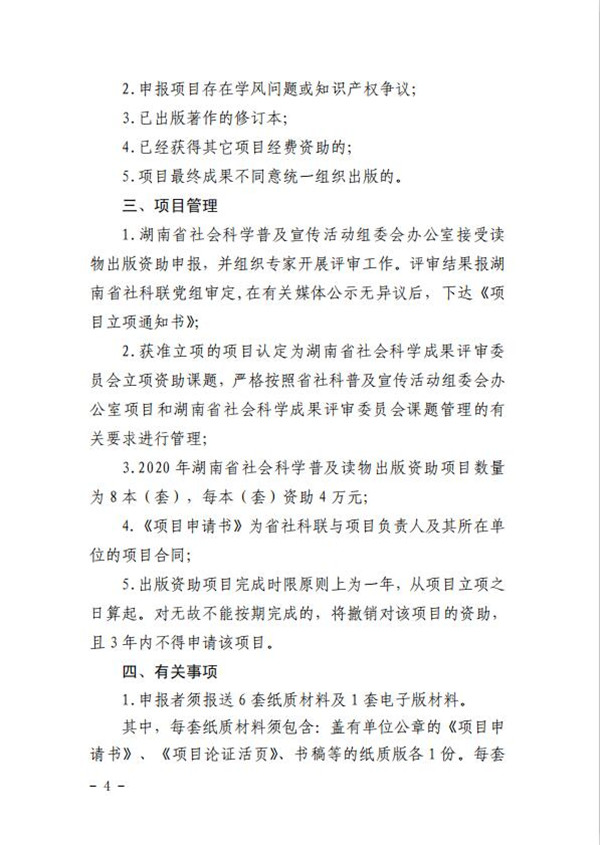 2.申报项目存在学风问题或知识产权争议；
3.已出版著作的修订本；
4.已经获得其它项目经费资助的；
5.项目最终成果不同意统一组织出版的。
三、项目管理
1.湖南省社会科学普及宣传活动组委会办公室接受读
物出版资助申报，并组织专家开展评审工作。评审结果报湖
南省社科联党组审定,在有关媒体公示无异议后，下达《项
目立项通知书》；
2.获准立项的项目认定为湖南省社会科学成果评审委
员会立项资助课题，严格按照省社科普及宣传活动组委会办
公室项目和湖南省社会科学成果评审委员会课题管理的有
关要求进行管理；
3.2020年湖南省社会科学普及读物出版资助项目数量
为8本（套），每本（套）资助4万元；
4.《项目申请书》为省社科联与项目负责人及其所在单
位的项目合同；
5.出版资助项目完成时限原则上为一年，从项目立项之
日算起。对无故不能按期完成的，将撤销对该项目的资助，
且3年内不得申请该项目。
四、有关事项
1.申报者须报送6套纸质材料及1套电子版材料。
其中，每套纸质材料须包含：盖有单位公章的《项目申
请书》、《项目论证活页》、书稿等的纸质版各1份。每套
- 4 -